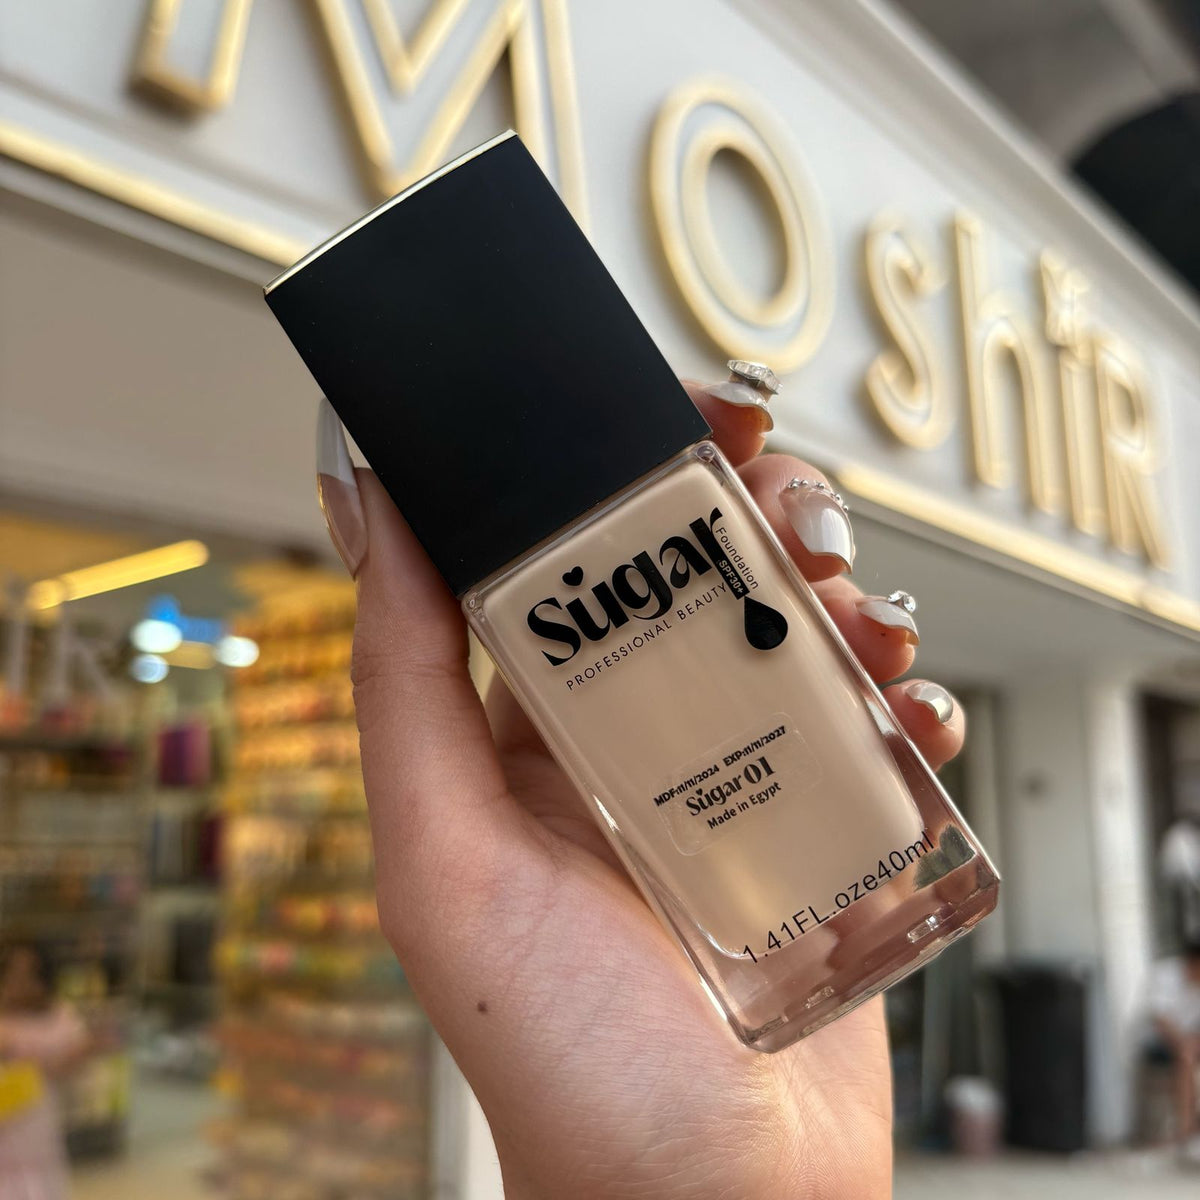 MoshiR
Sugar
Foundation
SPF30+
PROFESSIONAL BEAUTY
MDF:11/11/2024 EXP:11/11/2027
Sugar 01
Made in Egypt
1.41FL.oze40ml
IR